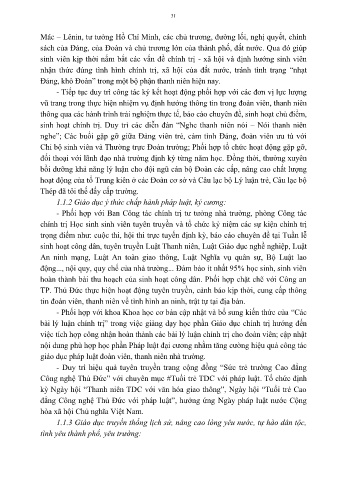 31
Mác – Lênin, tư tưởng Hồ Chí Minh, các chủ trương, đường lối, nghị quyết, chính
sách của Đảng, của Đoàn và chủ trương lớn của thành phố, đất nước. Qua đó giúp
sinh viên kịp thời nắm bắt các vấn đề chính trị - xã hội và định hướng sinh viên
nhận thức đúng tình hình chính trị, xã hội của đất nước, tránh tình trạng “nhạt
Đảng, khô Đoàn” trong một bộ phận thanh niên hiện nay.
- Tiếp tục duy trì công tác ký kết hoạt động phối hợp với các đơn vị lực lượng
vũ trang trong thực hiện nhiệm vụ định hướng thông tin trong đoàn viên, thanh niên
thông qua các hành trình trải nghiệm thực tế, báo cáo chuyên đề, sinh hoạt chủ điểm,
sinh hoạt chính trị. Duy trì các diễn đàn “Nghe thanh niên nói – Nói thanh niên
nghe”; Các buổi gặp gỡ giữa Đảng viên trẻ, cảm tình Đảng, đoàn viên ưu tú với
Chi bộ sinh viên và Thường trực Đoàn trường; Phối hợp tổ chức hoạt động gặp gỡ,
đối thoại với lãnh đạo nhà trường định kỳ từng năm học. Đồng thời, thường xuyên
bồi dưỡng khả năng lý luận cho đội ngũ cán bộ Đoàn các cấp, nâng cao chất lượng
hoạt động của tổ Trung kiên ở các Đoàn cơ sở và Câu lạc bộ Lý luận trẻ, Câu lạc bộ
Thép đã tôi thế đấy cấp trường.
1.1.2 Giáo dục ý thức chấp hành pháp luật, kỷ cương:
- Phối hợp với Ban Công tác chính trị tư tưởng nhà trường, phòng Công tác
chính trị Học sinh sinh viên tuyên truyền và tổ chức kỷ niệm các sự kiện chính trị
trọng điểm như: cuộc thi, hội thi trực tuyến định kỳ, báo cáo chuyên đề tại Tuần lễ
sinh hoạt công dân, tuyên truyền Luật Thanh niên, Luật Giáo dục nghề nghiệp, Luật
An ninh mạng, Luật An toàn giao thông, Luật Nghĩa vụ quân sự, Bộ Luật lao
động..., nội quy, quy chế của nhà trường... Đảm bảo ít nhất 95% học sinh, sinh viên
hoàn thành bài thu hoạch của sinh hoạt công dân. Phối hợp chặt chẽ với Công an
TP. Thủ Đức thực hiện hoạt động tuyên truyền, cảnh báo kịp thời, cung cấp thông
tin đoàn viên, thanh niên về tình hình an ninh, trật tự tại địa bàn.
- Phối hợp với khoa Khoa học cơ bản cập nhật và bổ sung kiến thức của “Các
bài lý luận chính trị” trong việc giảng dạy học phần Giáo dục Chính trị hướng đến
việc tích hợp công nhận hoàn thành các bài lý luận chính trị cho đoàn viên; cập nhật
nội dung phù hợp học phần Pháp luật đại cương nhằm tăng cường hiệu quả công tác
giáo dục pháp luật đoàn viên, thanh niên nhà trường.
- Duy trì hiệu quả tuyên truyền trang cộng đồng “Sức trẻ trường Cao đẳng
Công nghệ Thủ Đức” với chuyên mục #Tuổi trẻ TDC với pháp luật. Tổ chức định
kỳ Ngày hội “Thanh niên TDC với văn hóa giao thông”, Ngày hội “Tuổi trẻ Cao
đẳng Công nghệ Thủ Đức với pháp luật”, hưởng ứng Ngày pháp luật nước Cộng
hòa xã hội Chủ nghĩa Việt Nam.
1.1.3 Giáo dục truyền thống lịch sử, nâng cao lòng yêu nước, tự hào dân tộc,
tình yêu thành phố, yêu trường: